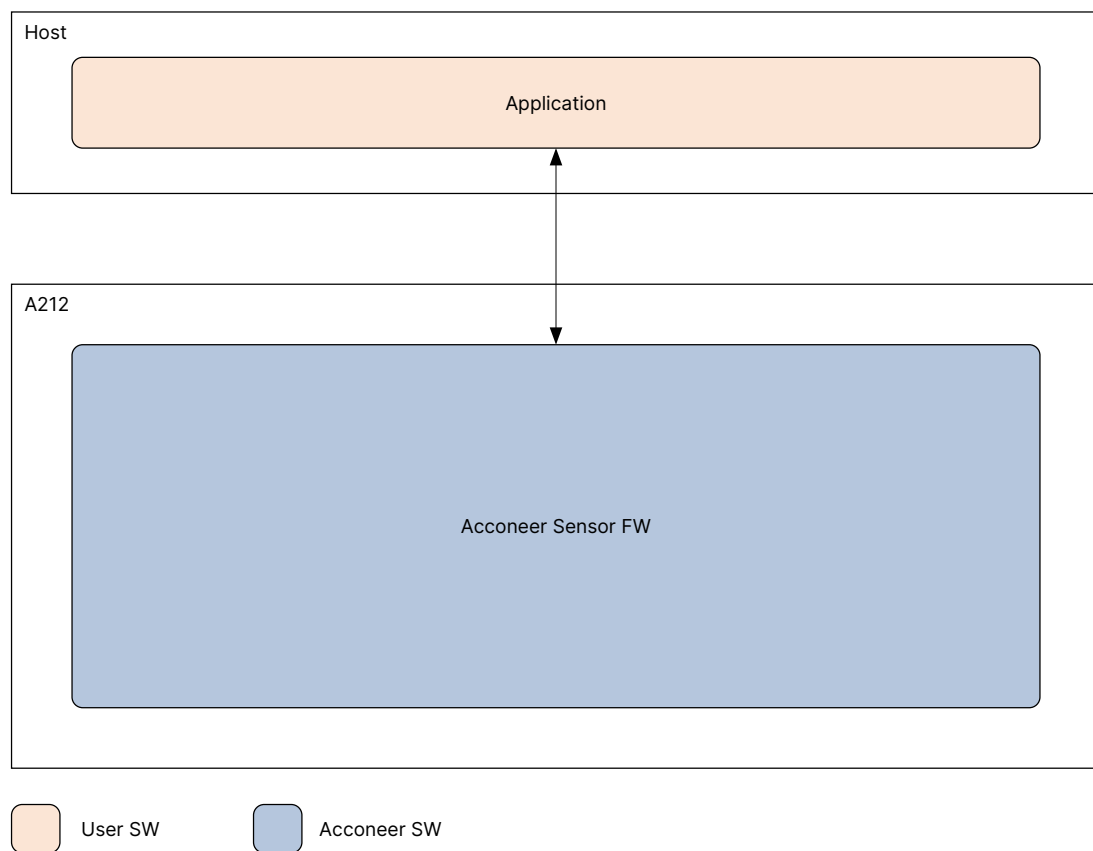 Host
Application
A212
Acconeer Sensor FW
User SW
Acconeer SW